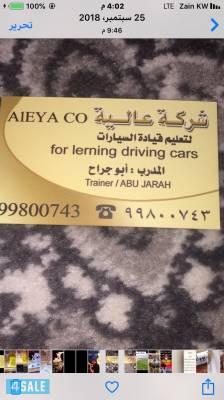 100% 4:02 م LTE Zain KW
25 سبتمبر، 2018
9:46 م
تحرير
AIEYA CO شركة عالية
لتعليم قيادة السيارات
for lerning driving cars
المدرب : أبو جراح
Trainer / ABU JARAH
99800743 ☎ ٩٩٨٠٠٧٤٣
4SALE